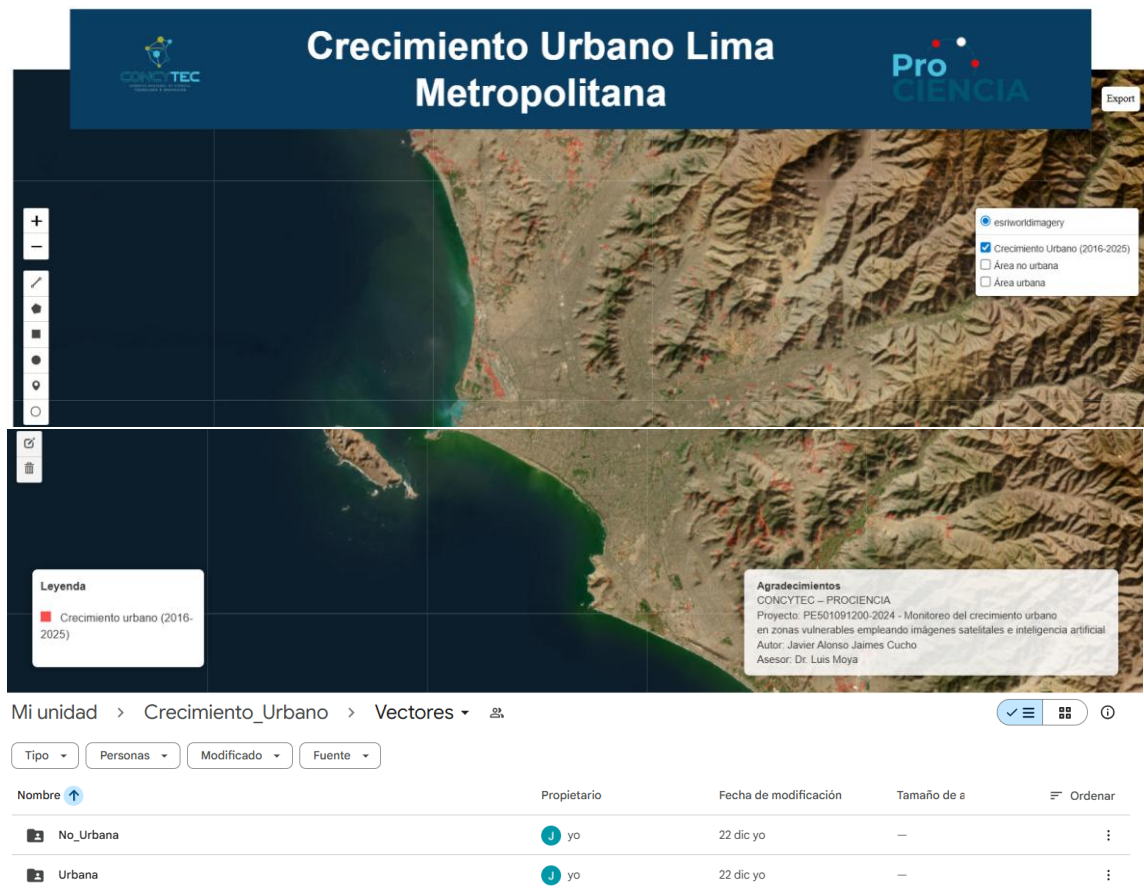 CONCYTEC
Crecimiento Urbano Lima
Metropolitana
Pro
CIENCIA
Export
+
−
esriworldimagery
Crecimiento Urbano (2016-2025)
Área no urbana
Área urbana
Leyenda
Crecimiento urbano (2016-
2025)
Agradecimientos
CONCYTEC – PROCIENCIA
Proyecto: PE501091200-2024 - Monitoreo del crecimiento urbano
en zonas vulnerables empleando imágenes satelitales e inteligencia artificial
Autor: Javier Alonso Jaimes Cucho
Asesor: Dr. Luis Moya
Mi unidad > Crecimiento_Urbano > Vectores
Tipo Personas Modificado Fuente
Nombre Propietario Fecha de modificación Tamaño de a Ordenar
No_Urbana J yo 22 dic yo —
Urbana J yo 22 dic yo —